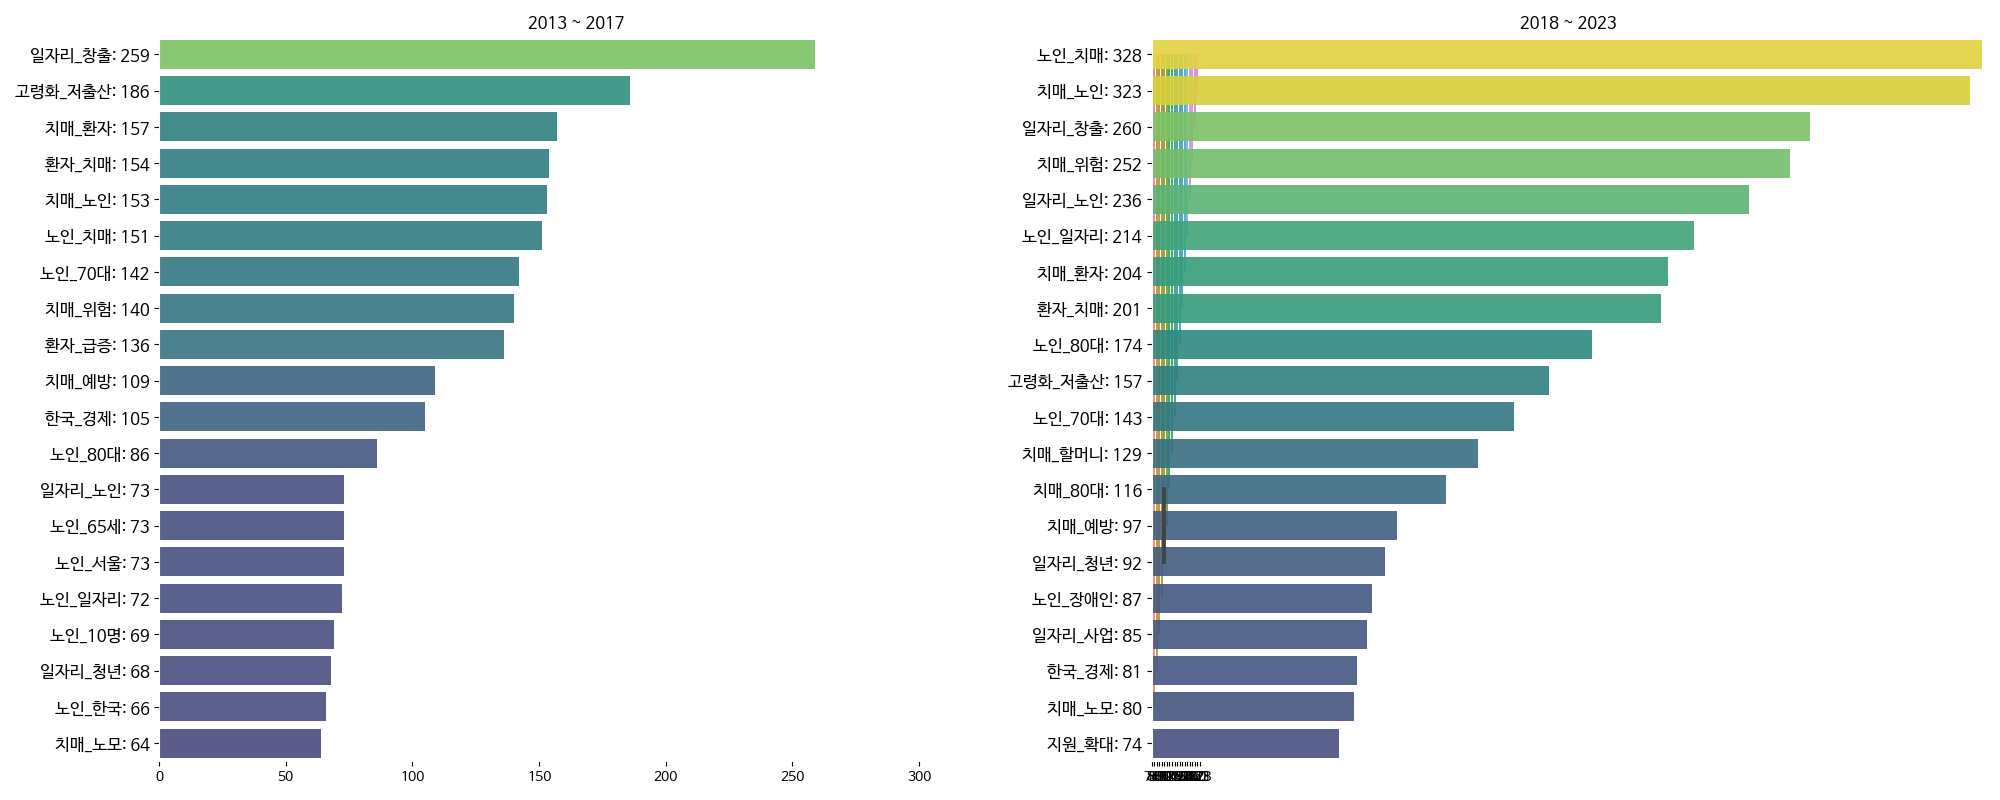 2013 ~ 2017
일자리_창출: 259
고령화_저출산: 186
치매_환자: 157
환자_치매: 154
치매_노인: 153
노인_치매: 151
노인_70대: 142
치매_위험: 140
환자_급증: 136
치매_예방: 109
한국_경제: 105
노인_80대: 86
일자리_노인: 73
노인_65세: 73
노인_서울: 73
노인_일자리: 72
노인_10명: 69
일자리_청년: 68
노인_한국: 66
치매_노모: 64
0 50 100 150 200 250 300
2018 ~ 2023
노인_치매: 328
치매_노인: 323
일자리_창출: 260
치매_위험: 252
일자리_노인: 236
노인_일자리: 214
치매_환자: 204
환자_치매: 201
노인_80대: 174
고령화_저출산: 157
노인_70대: 143
치매_할머니: 129
치매_80대: 116
치매_예방: 97
일자리_청년: 92
노인_장애인: 87
일자리_사업: 85
한국_경제: 81
치매_노모: 80
지원_확대: 74